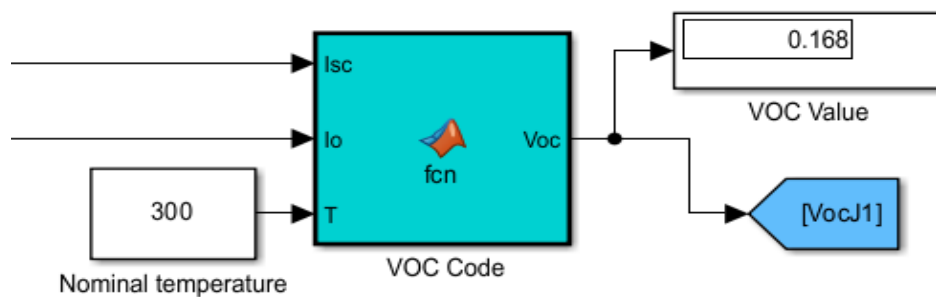 Isc
Io
T
fcn
Voc
VOC Code
300
Nominal temperature
0.168
VOC Value
[VocJ1]